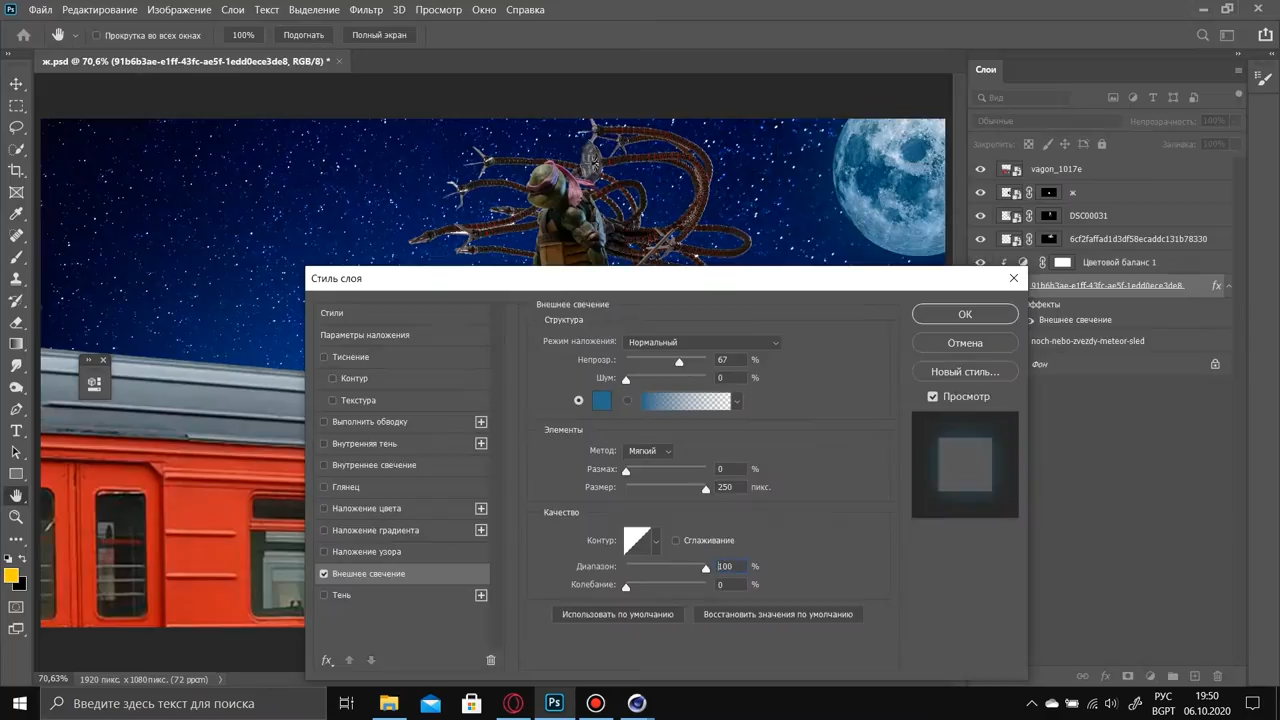 Ps Файл Редактирование Изображение Слои Текст Выделение Фильтр 3D Просмотр Окно Справка
Прокрутка во всех окнах 100% Подогнать Полный экран
ж.psd @ 70,6% (91b6b3ae-e1ff-43fc-ae5f-1edd0ece3de8, RGB/8) *
Слои
Вид
Обычные Непрозрачность: 100%
Закрепить: Заливка: 100%
vagon_1017e
ж
DSC00031
6cf2faffad1d3df58ecaddc131b78330
Цветовой баланс 1
91b6b3ae-e1ff-43fc-ae5f-1edd0ece3de8 fx
Эффекты
Внешнее свечение
noch-nebo-zvezdy-meteor-sled
Фон
Стиль слоя
Стили
Параметры наложения
Тиснение
Контур
Текстура
Выполнить обводку
Внутренняя тень
Внутреннее свечение
Глянец
Наложение цвета
Наложение градиента
Наложение узора
Внешнее свечение
Тень
fx
Внешнее свечение
Структура
Режим наложения: Нормальный
Непрозр.: 67 %
Шум: 0 %
Элементы
Метод: Мягкий
Размах: 0 %
Размер: 250 пикс.
Качество
Контур: Сглаживание
Диапазон: 100 %
Колебание: 0 %
Использовать по умолчанию Восстановить значения по умолчанию
ОК
Отмена
Новый стиль...
Просмотр
70,63% 1920 пикс. x 1080 пикс. (72 ppcm)
fx
Введите здесь текст для поиска
Ps
РУС
BGPT
19:50
06.10.2020